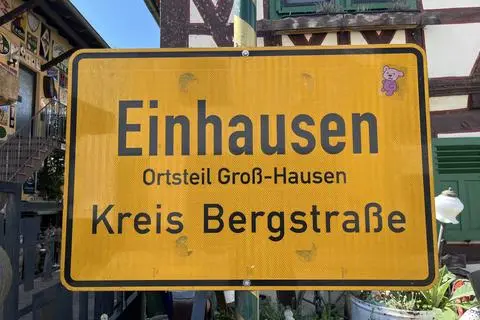 Einhausen
Ortsteil Groß-Hausen
Kreis Bergstraße